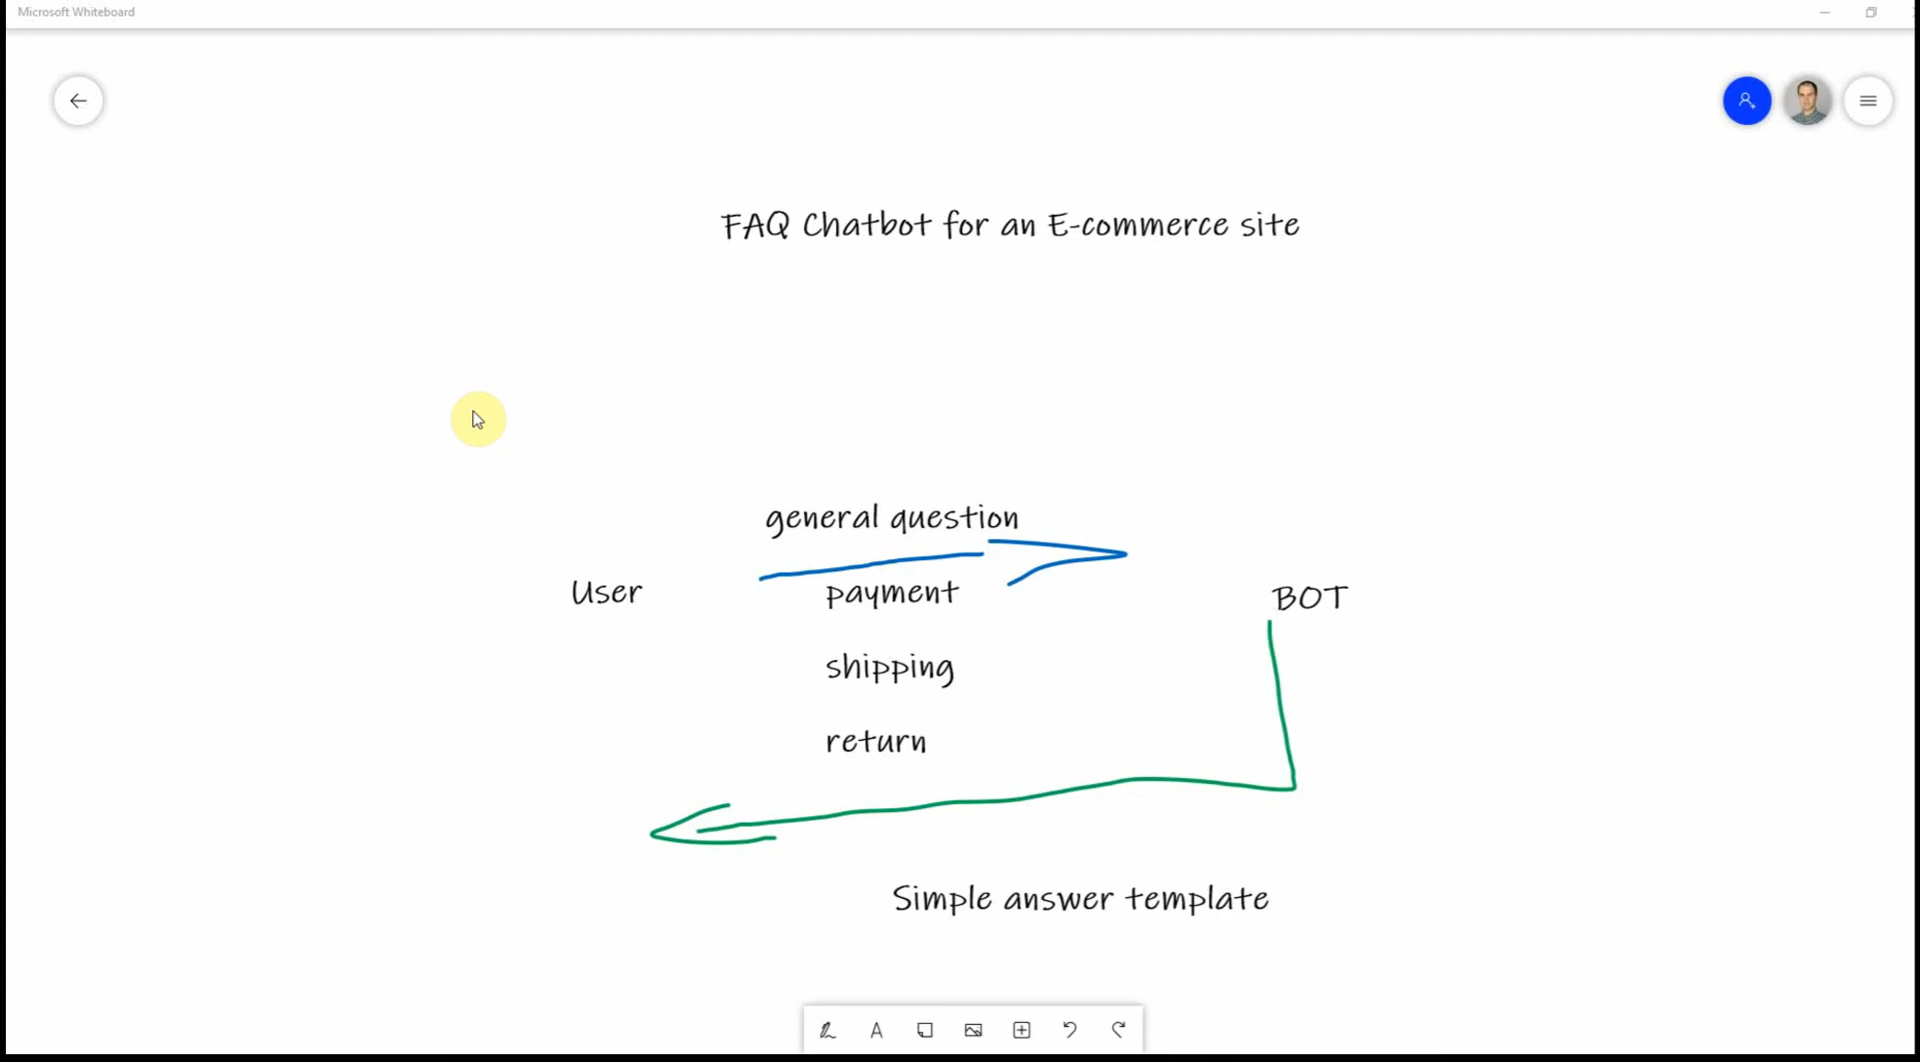 Microsoft Whiteboard
FAQ Chatbot for an E-commerce site
general question
User
payment
BOT
shipping
return
Simple answer template